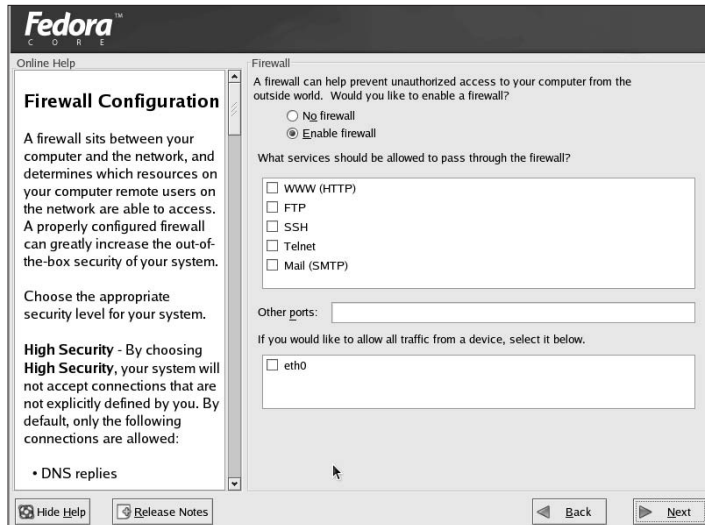 Fedora™
CORE
Online Help
Firewall Configuration
A firewall sits between your
computer and the network, and
determines which resources on
your computer remote users on
the network are able to access.
A properly configured firewall
can greatly increase the out-of-
the-box security of your system.
Choose the appropriate
security level for your system.
High Security - By choosing
High Security, your system will
not accept connections that are
not explicitly defined by you. By
default, only the following
connections are allowed:
• DNS replies
Firewall
A firewall can help prevent unauthorized access to your computer from the
outside world. Would you like to enable a firewall?
No firewall
Enable firewall
What services should be allowed to pass through the firewall?
WWW (HTTP)
FTP
SSH
Telnet
Mail (SMTP)
Other ports:
If you would like to allow all traffic from a device, select it below.
eth0
Hide Help
Release Notes
Back
Next